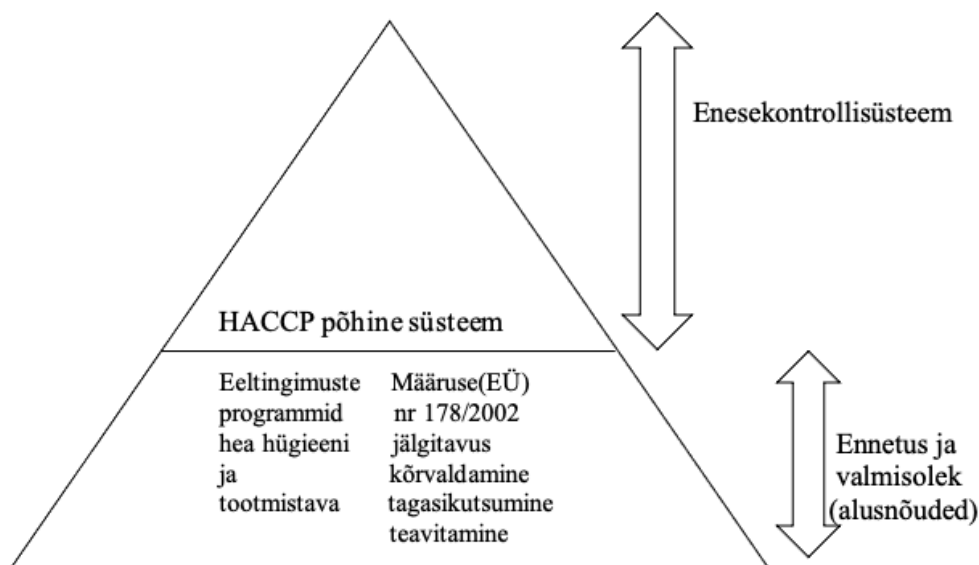 Enesekontrollisüsteem
HACCP põhine süsteem
Eeltingimuste
programmid
hea hügieeni
ja
tootmistava
Määruse(EÜ)
nr 178/2002
jälgitavus
kõrvaldamine
tagasikutsumine
teavitamine
Ennetus ja
valmisolek
(alusnõuded)